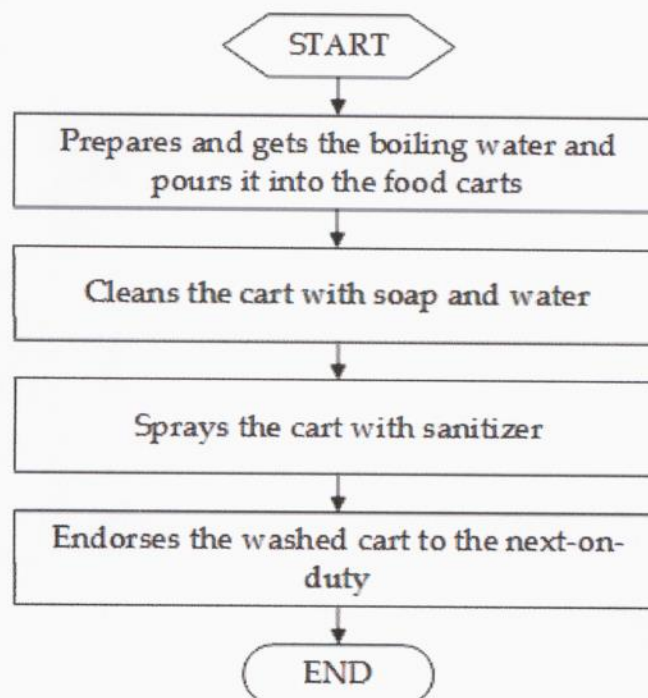 START
Prepares and gets the boiling water and
pours it into the food carts
Cleans the cart with soap and water
Sprays the cart with sanitizer
Endorses the washed cart to the next-on-
duty
END